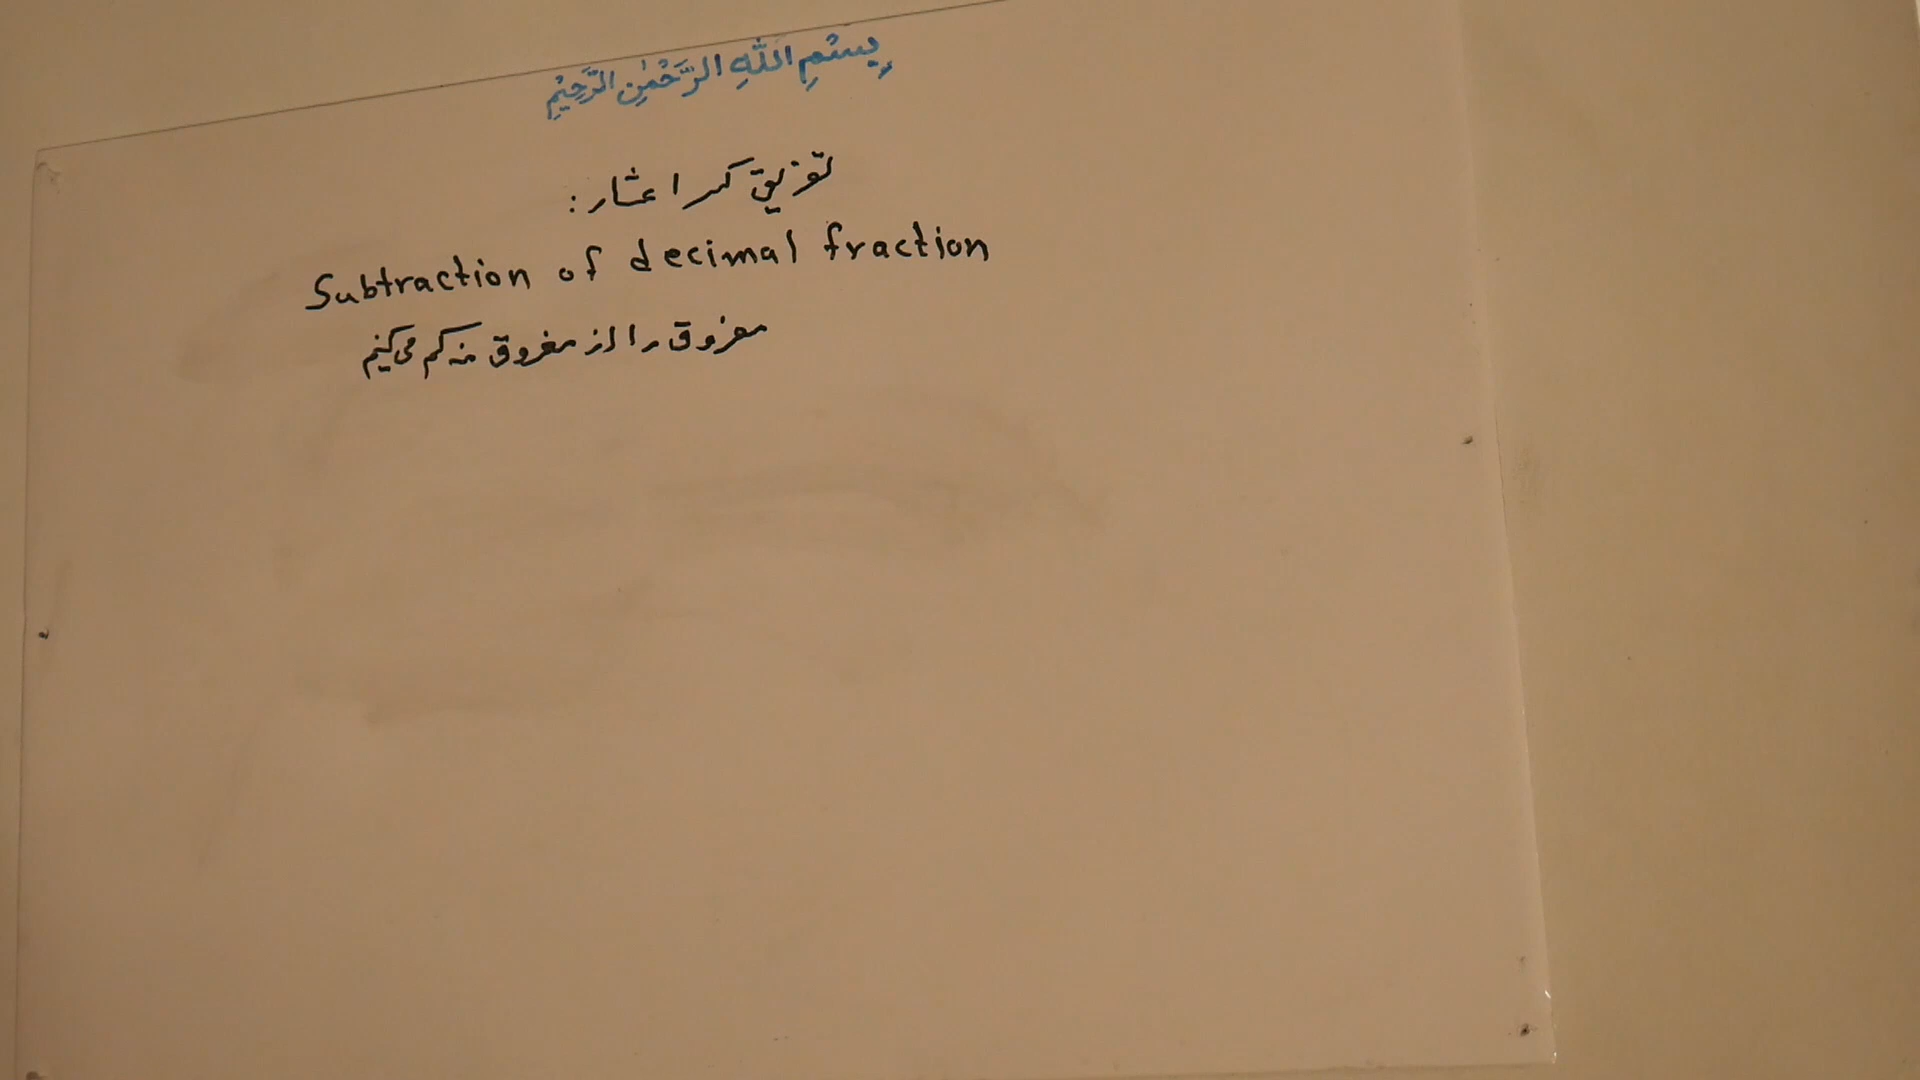 بِسْمِ اللَّهِ الرَّحْمٰنِ الرَّحِيْمِ
تفریق کسر اعشار:
Subtraction of decimal fraction
مفروق را از مفروق منه کم می کنیم